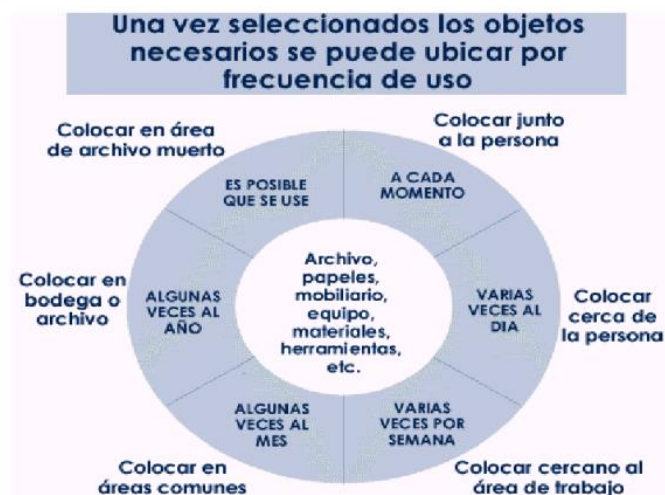 Una vez seleccionados los objetos
necesarios se puede ubicar por
frecuencia de uso
Colocar en área
de archivo muerto
Colocar junto
a la persona
ES POSIBLE
QUE SE USE
A CADA
MOMENTO
Colocar en
bodega o
archivo
ALGUNAS
VECES AL
AÑO
Archivo,
papeles,
mobiliario,
equipo,
materiales,
herramientas,
etc.
VARIAS
VECES AL
DIA
Colocar
cerca de
la persona
ALGUNAS
VECES AL
MES
VARIAS
VECES POR
SEMANA
Colocar en
áreas comunes
Colocar cercano al
área de trabajo